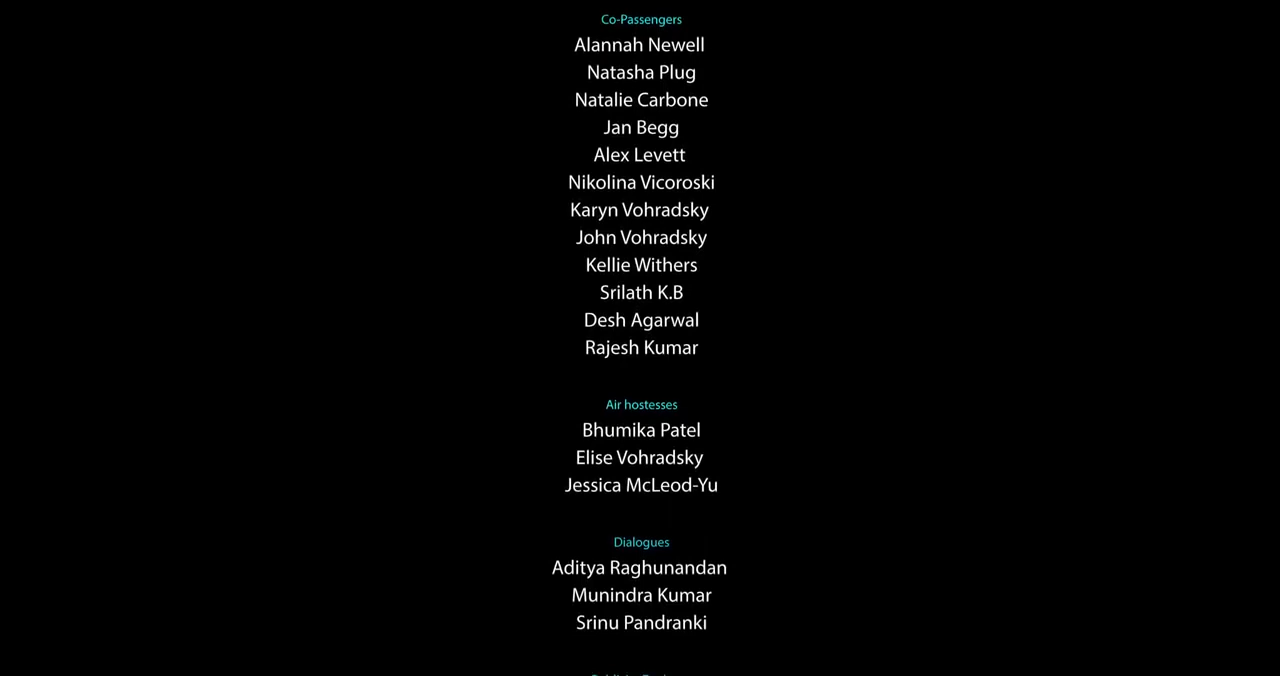 Co-Passengers
Alannah Newell
Natasha Plug
Natalie Carbone
Jan Begg
Alex Levett
Nikolina Vicoroski
Karyn Vohradsky
John Vohradsky
Kellie Withers
Srilath K.B
Desh Agarwal
Rajesh Kumar
Air hostesses
Bhumika Patel
Elise Vohradsky
Jessica McLeod-Yu
Dialogues
Aditya Raghunandan
Munindra Kumar
Srinu Pandranki